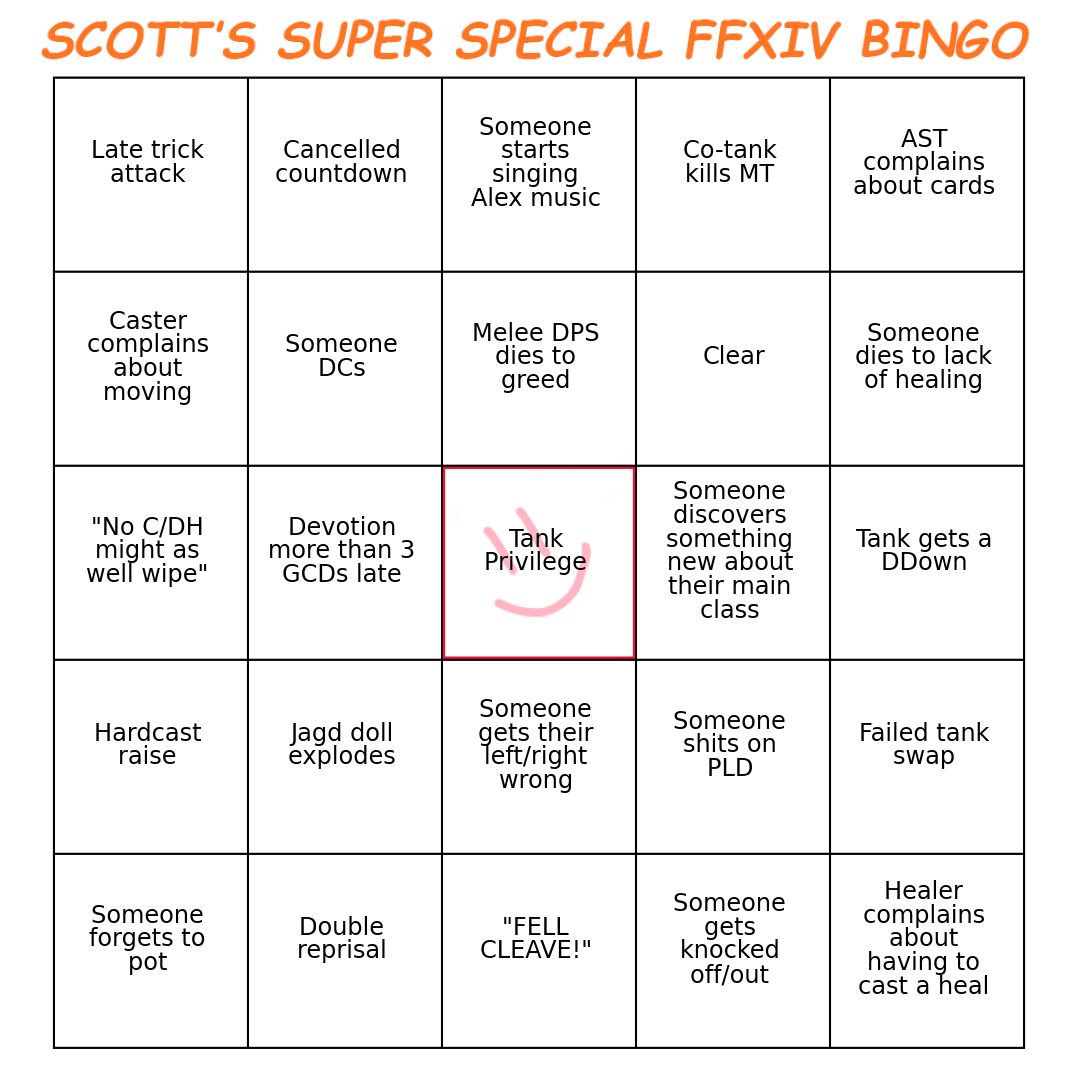 SCOTT'S SUPER SPECIAL FFXIV BINGO
Late trick
attack
Cancelled
countdown
Someone
starts
singing
Alex music
Co-tank
kills MT
AST
complains
about cards
Caster
complains
about
moving
Someone
DCs
Melee DPS
dies to
greed
Clear
Someone
dies to lack
of healing
"No C/DH
might as
well wipe"
Devotion
more than 3
GCDs late
Tank
Privilege
Someone
discovers
something
new about
their main
class
Tank gets a
DDown
Hardcast
raise
Jagd doll
explodes
Someone
gets their
left/right
wrong
Someone
shits on
PLD
Failed tank
swap
Someone
forgets to
pot
Double
reprisal
"FELL
CLEAVE!"
Someone
gets
knocked
off/out
Healer
complains
about
having to
cast a heal